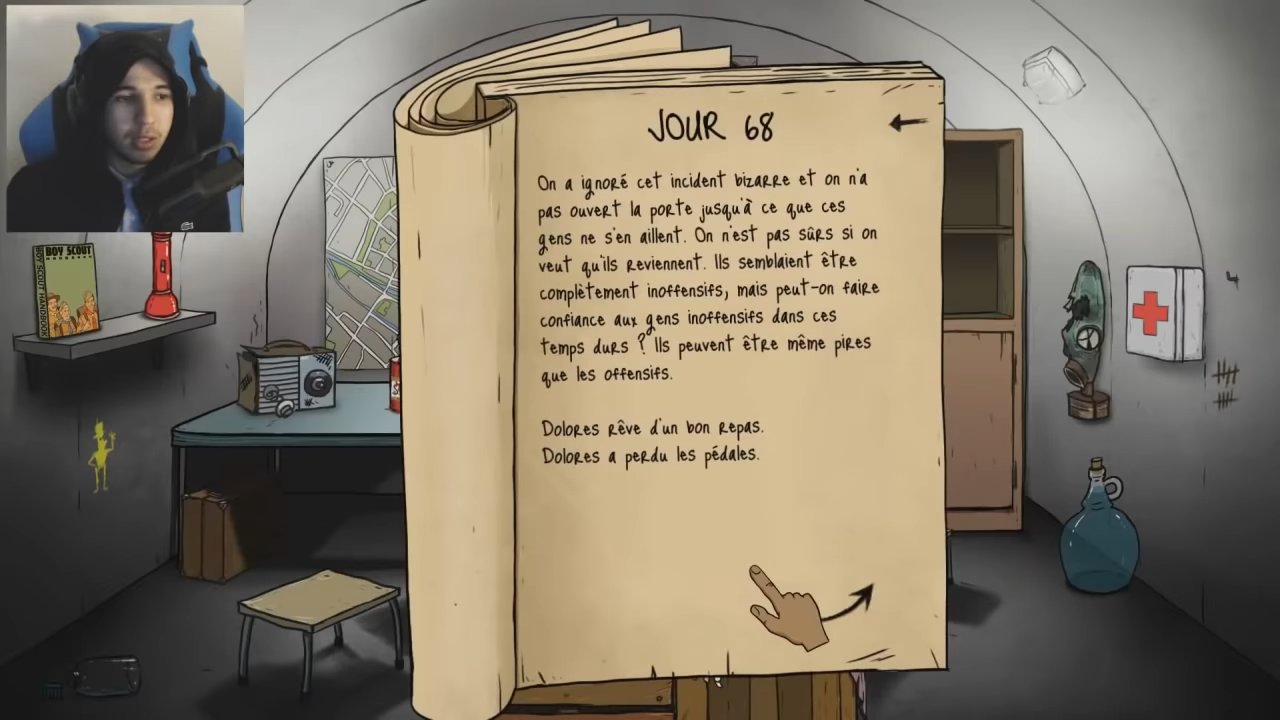 BOY SCOUT
BOY SCOUT HANDBOOK
JOUR 68
On a ignoré cet incident bizarre et on n'a
pas ouvert la porte jusqu'à ce que ces
gens ne s'en aillent. On n'est pas sûrs si on
veut qu'ils reviennent. Ils semblaient être
complètement inoffensifs, mais peut-on faire
confiance aux gens inoffensifs dans ces
temps durs ? Ils peuvent être même pires
que les offensifs.
Dolores rêve d'un bon repas.
Dolores a perdu les pédales.